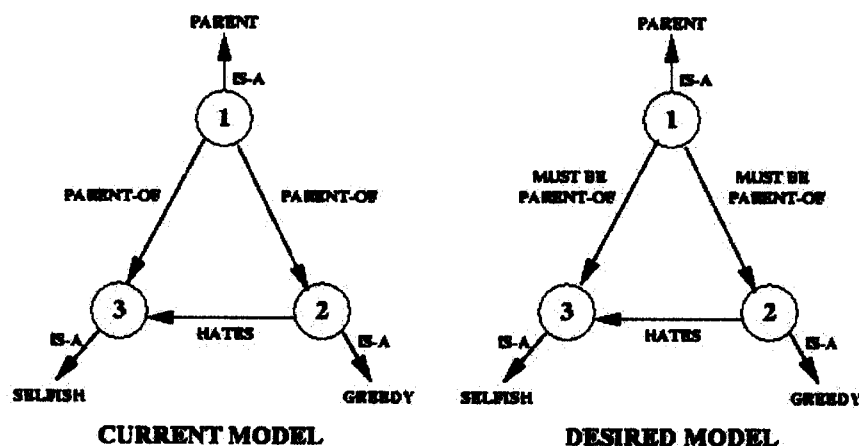 PARENT
IS-A
1
PARENT-OF
PARENT-OF
3
2
HATES
IS-A
IS-A
SELFISH
GREEDY
CURRENT MODEL
PARENT
IS-A
1
MUST BE
PARENT-OF
MUST BE
PARENT-OF
3
2
HATES
IS-A
IS-A
SELFISH
GREEDY
DESIRED MODEL